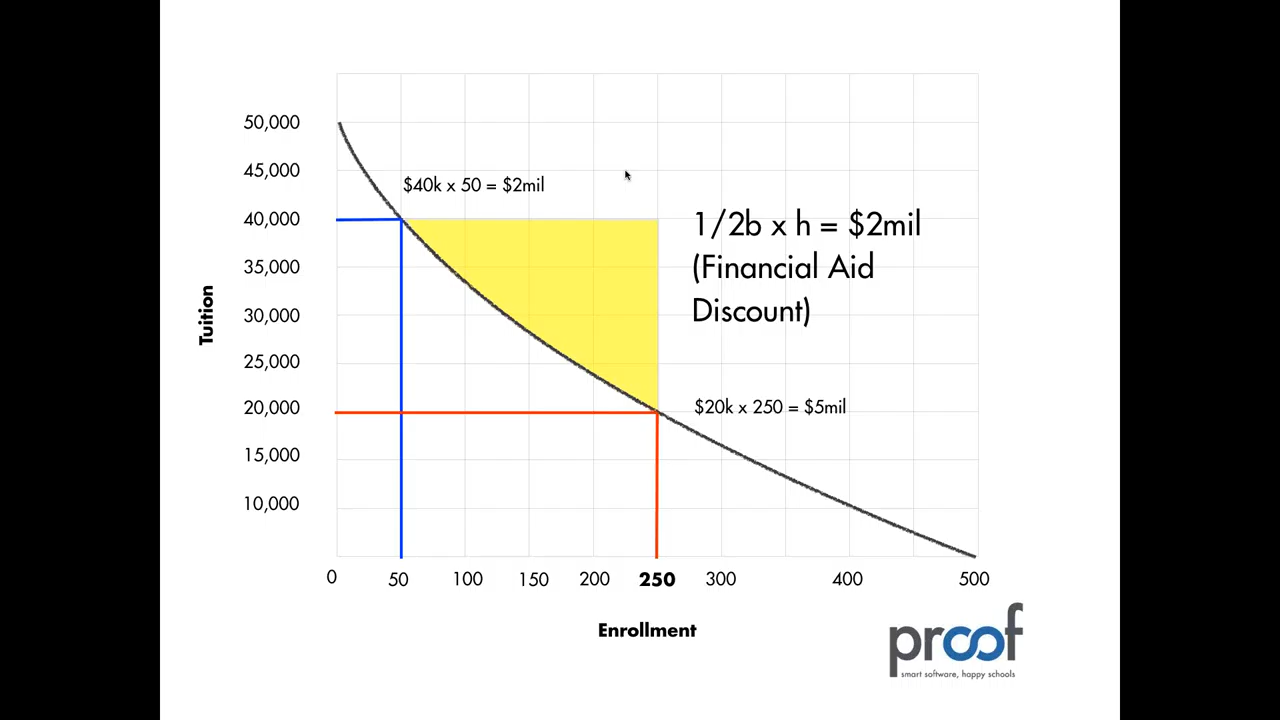 50,000
45,000
$40k x 50 = $2mil
40,000
1/2b x h = $2mil
(Financial Aid
Discount)
35,000
30,000
Tuition
25,000
20,000
$20k x 250 = $5mil
15,000
10,000
0 50 100 150 200 250 300 400 500
Enrollment
proof
smart software, happy schools